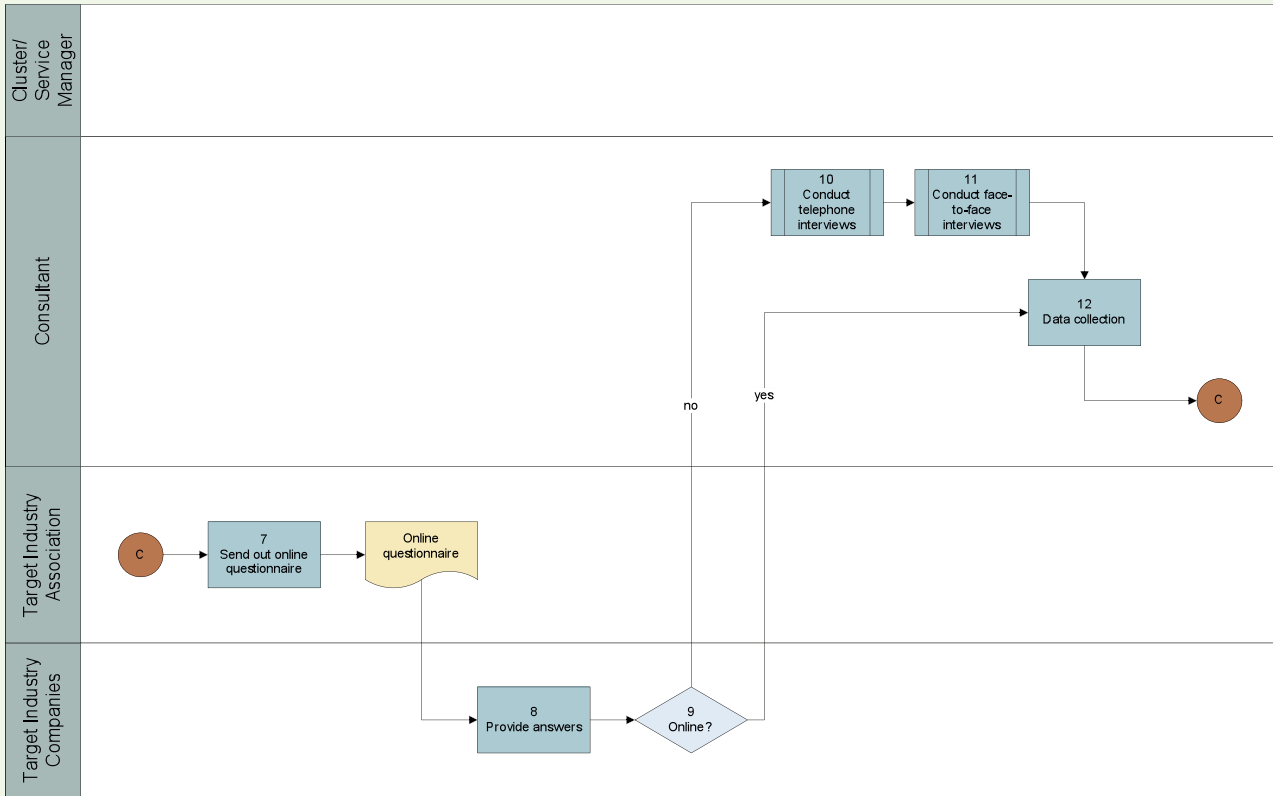 Cluster/
Service
Manager
Consultant
10
Conduct
telephone
interviews
11
Conduct face-
to-face
interviews
12
Data collection
no
yes
C
Target Industry
Association
C
7
Send out online
questionnaire
Online
questionnaire
Target Industry
Companies
8
Provide answers
9
Online?